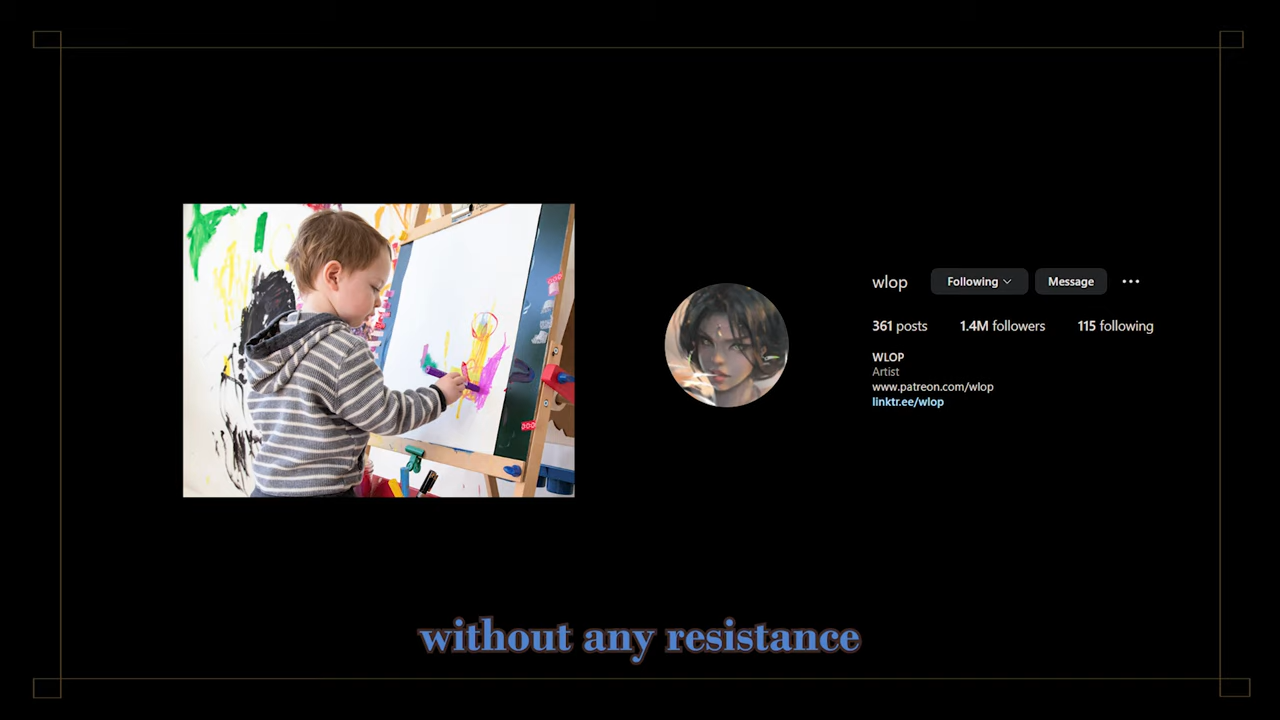 wlop Following Message
361 posts 1.4M followers 115 following
WLOP
Artist
www.patreon.com/wlop
linktr.ee/wlop
without any resistance